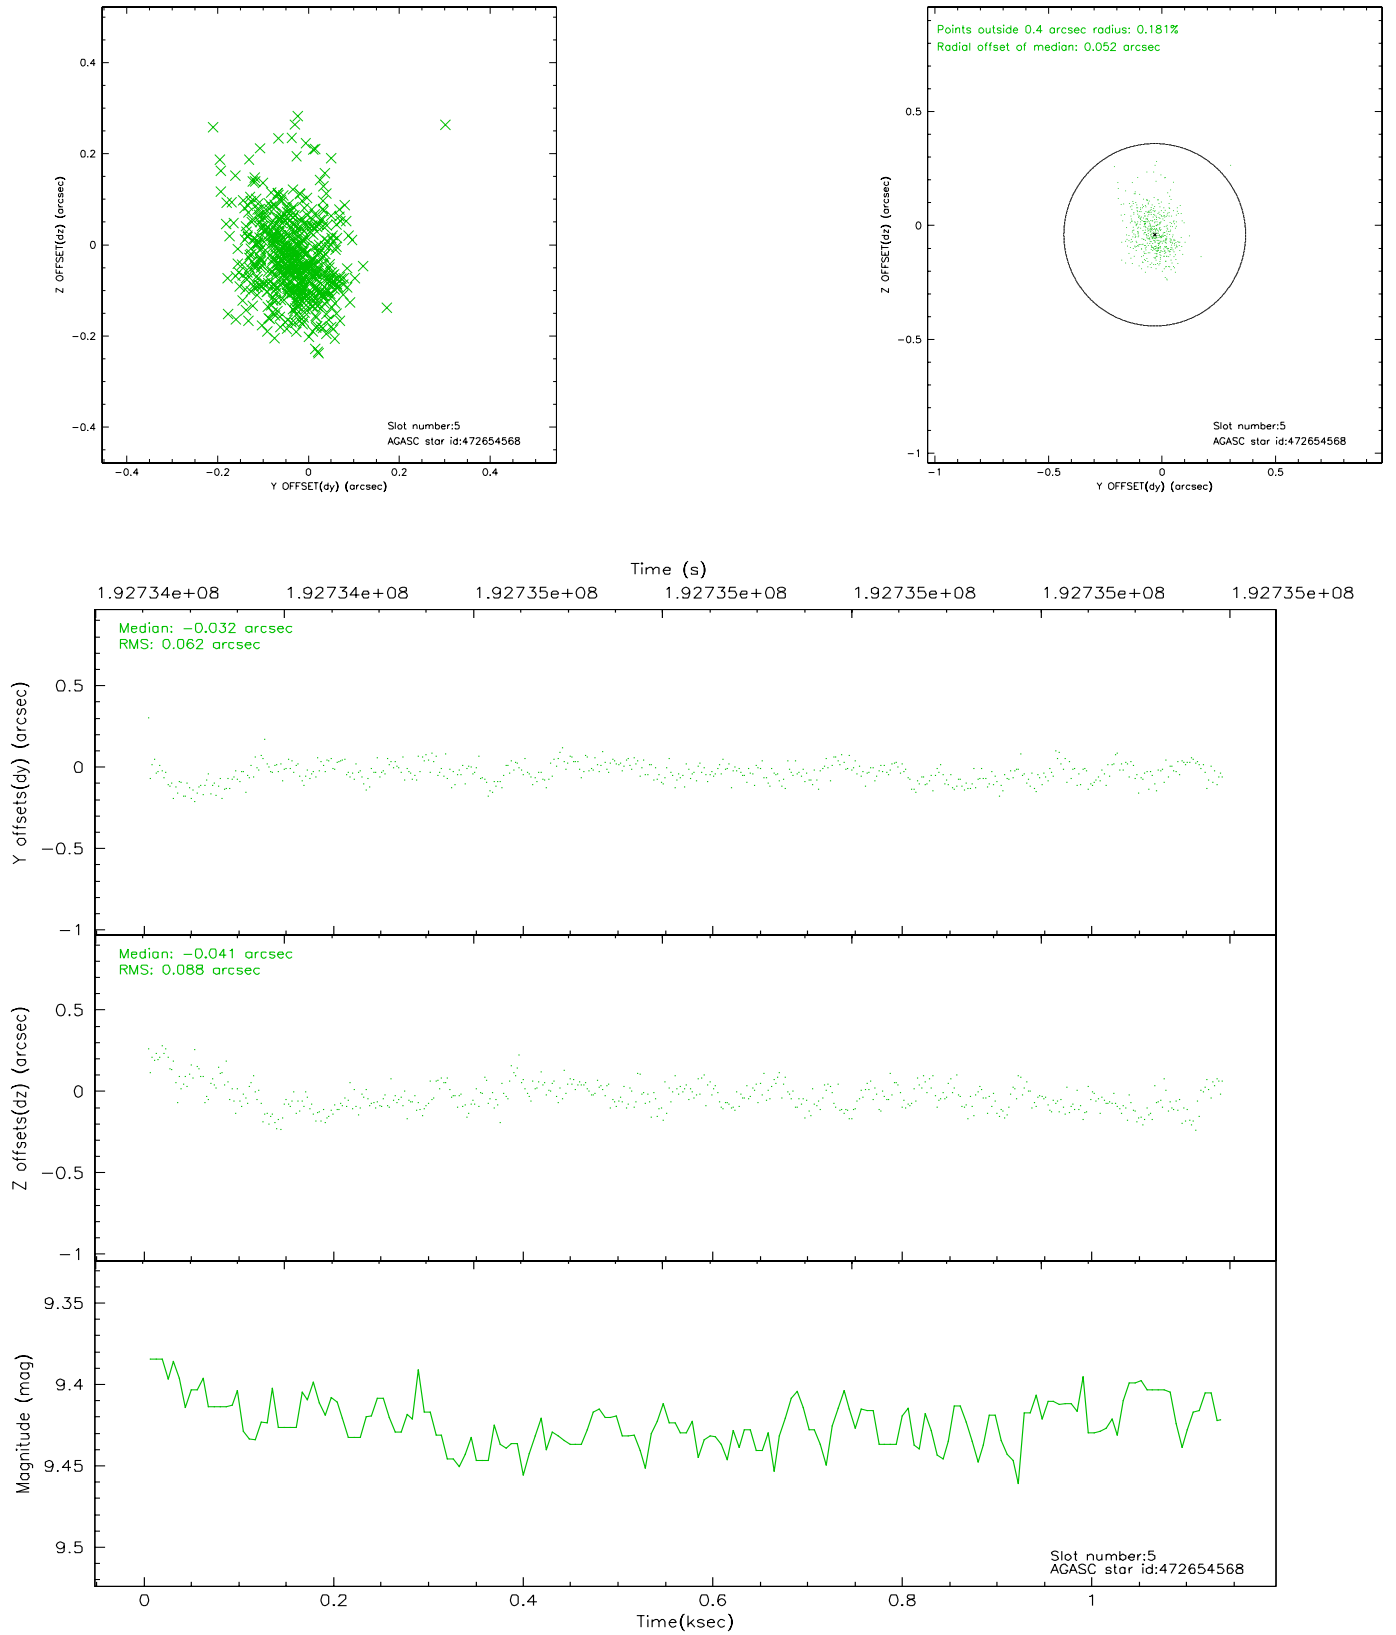 0.4
0.2
0
−0.2
−0.4
Z OFFSET(dz) (arcsec)
Slot number:5
AGASC star id:472654568
−0.4 −0.2 0 0.2 0.4
Y OFFSET(dy) (arcsec)
Points outside 0.4 arcsec radius: 0.181%
Radial offset of median: 0.052 arcsec
0.5
0
−0.5
−1
Z OFFSET(dz) (arcsec)
Slot number:5
AGASC star id:472654568
−1 −0.5 0 0.5
Y OFFSET(dy) (arcsec)
Time (s)
1.92734e+08 1.92734e+08 1.92735e+08 1.92735e+08 1.92735e+08 1.92735e+08 1.92735e+08
Median: −0.032 arcsec
RMS: 0.062 arcsec
0.5
0
−0.5
−1
Y offsets(dy) (arcsec)
Median: −0.041 arcsec
RMS: 0.088 arcsec
0.5
0
−0.5
−1
Z offsets(dz) (arcsec)
9.35
9.4
9.45
9.5
Magnitude (mag)
Slot number:5
AGASC star id:472654568
0 0.2 0.4 0.6 0.8 1
Time(ksec)